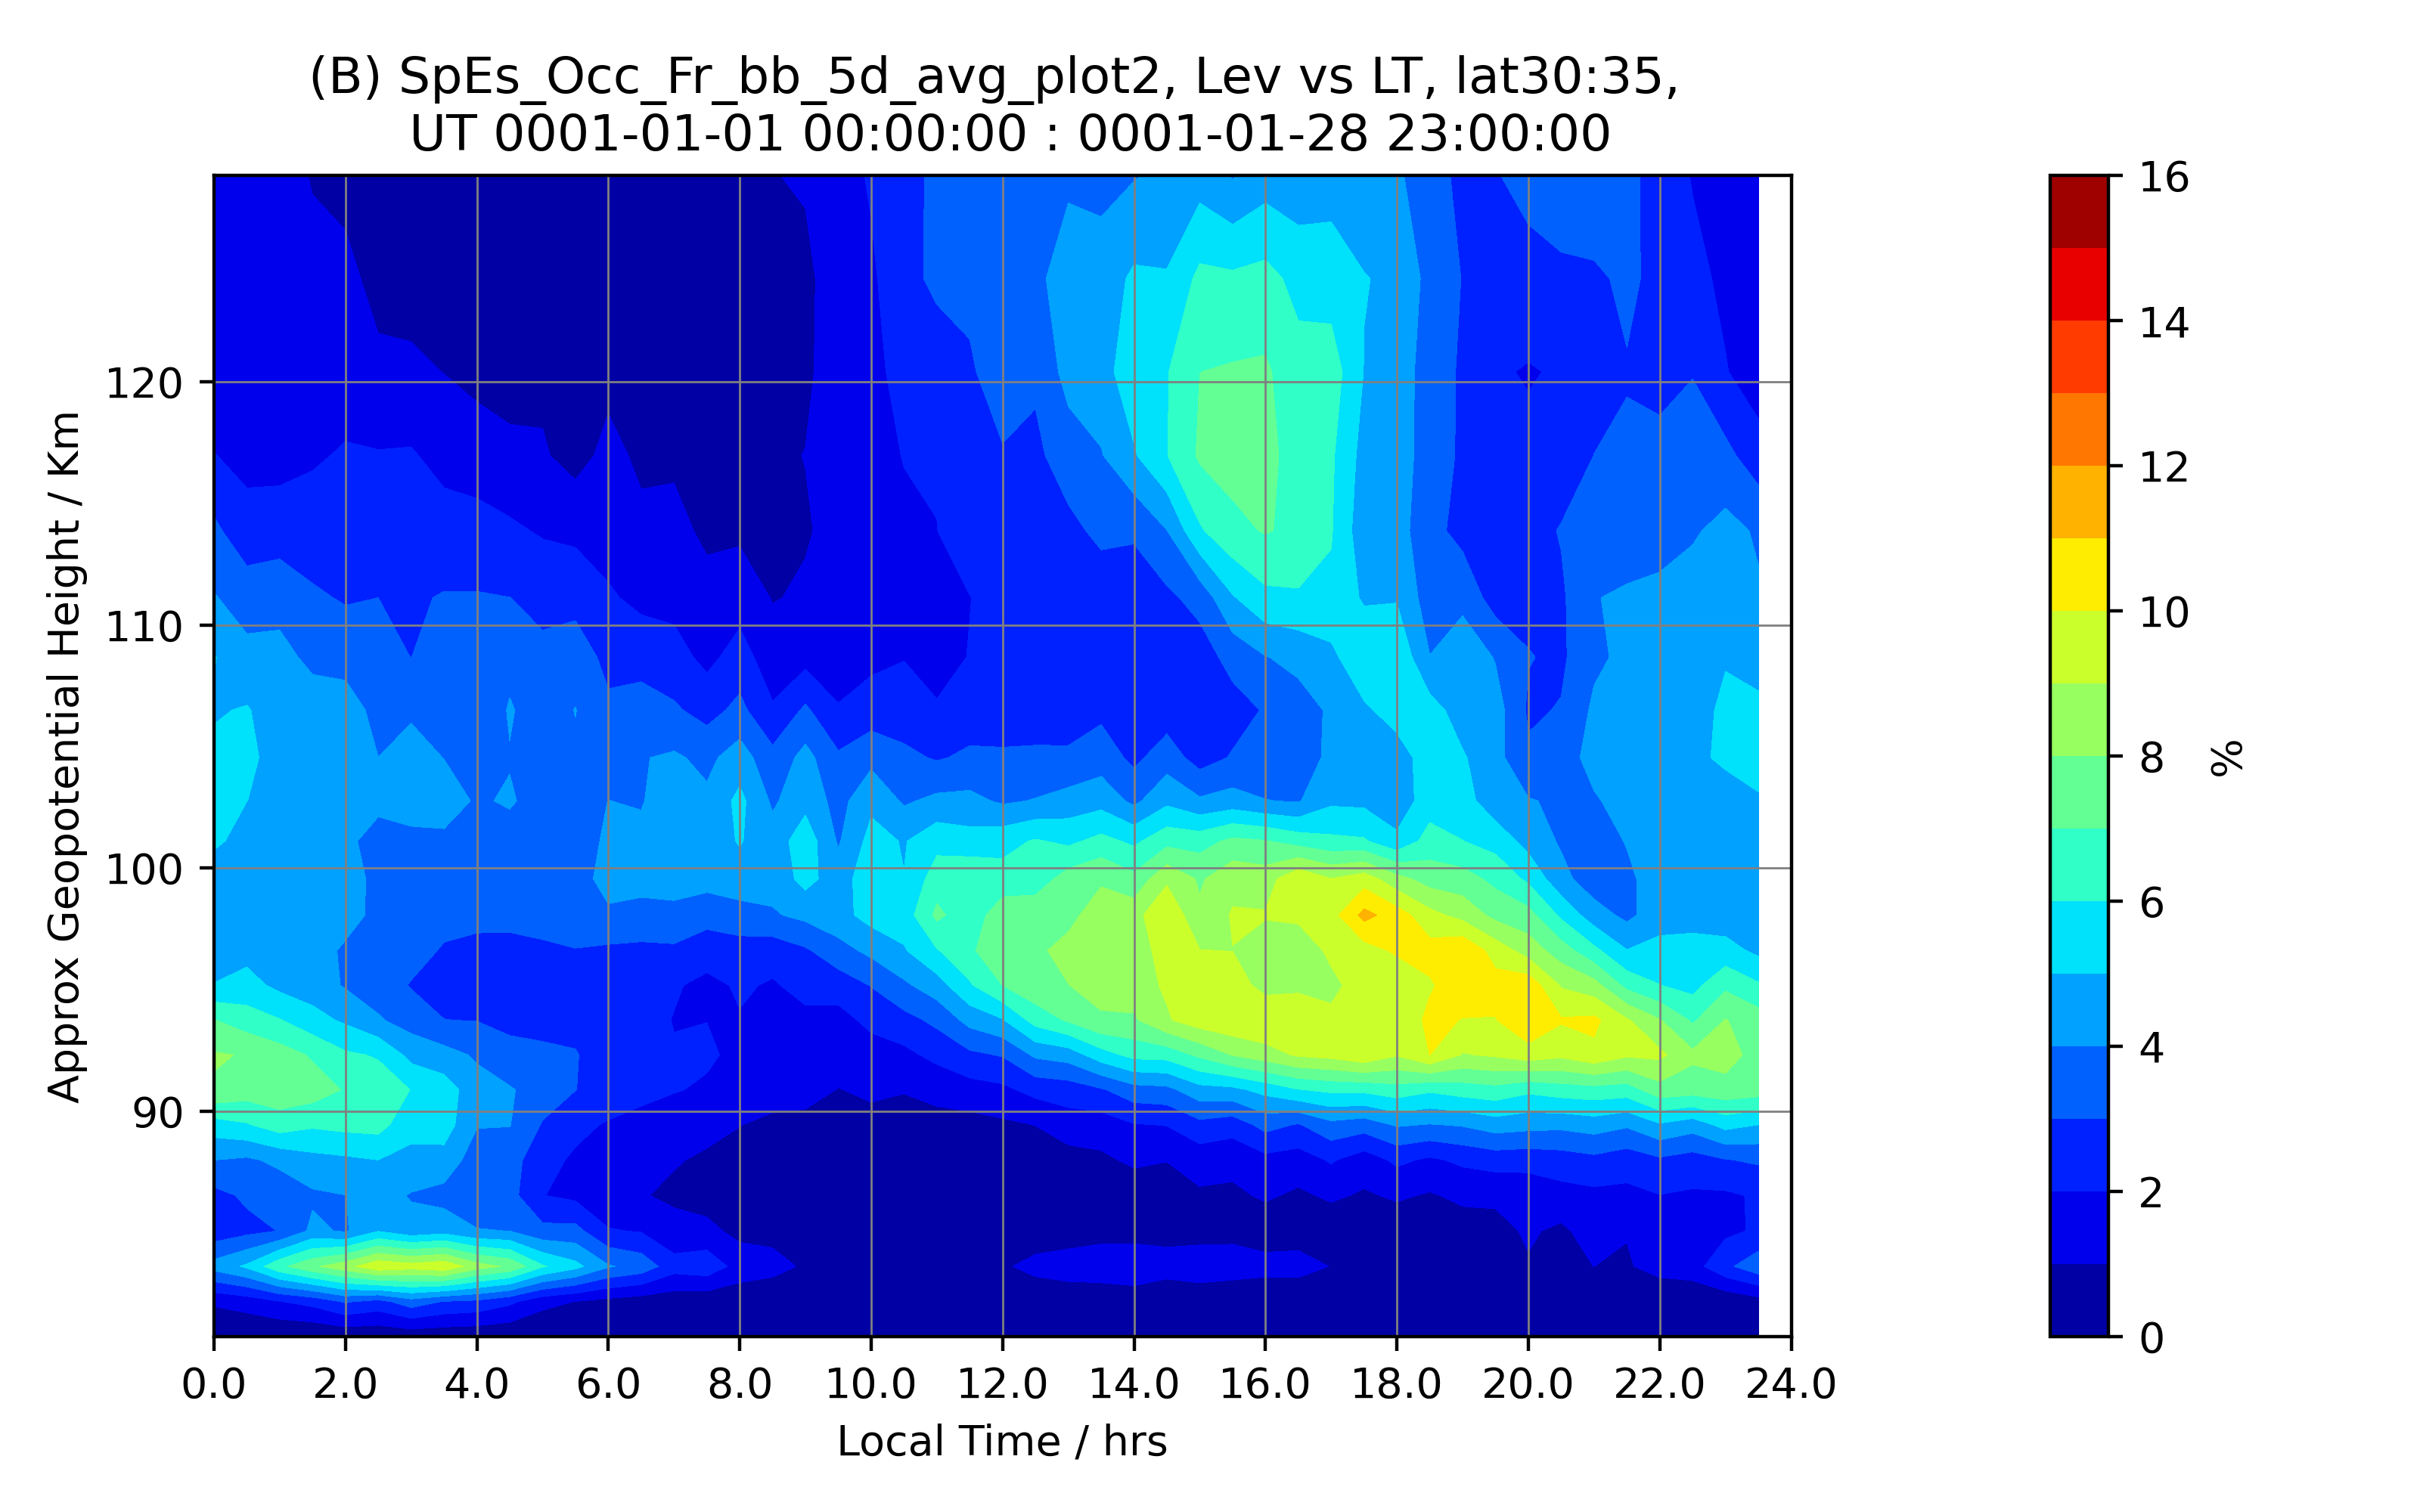 (B) SpEs_Occ_Fr_bb_5d_avg_plot2, Lev vs LT, lat30:35,
UT 0001-01-01 00:00:00 : 0001-01-28 23:00:00
Approx Geopotential Height / Km
120
110
100
90
0.0 2.0 4.0 6.0 8.0 10.0 12.0 14.0 16.0 18.0 20.0 22.0 24.0
Local Time / hrs
16
14
12
10
8
6
4
2
0
%